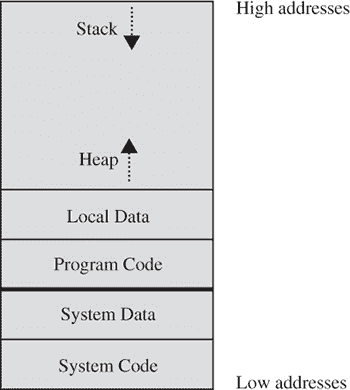 High addresses
Stack
Heap
Local Data
Program Code
System Data
System Code
Low addresses